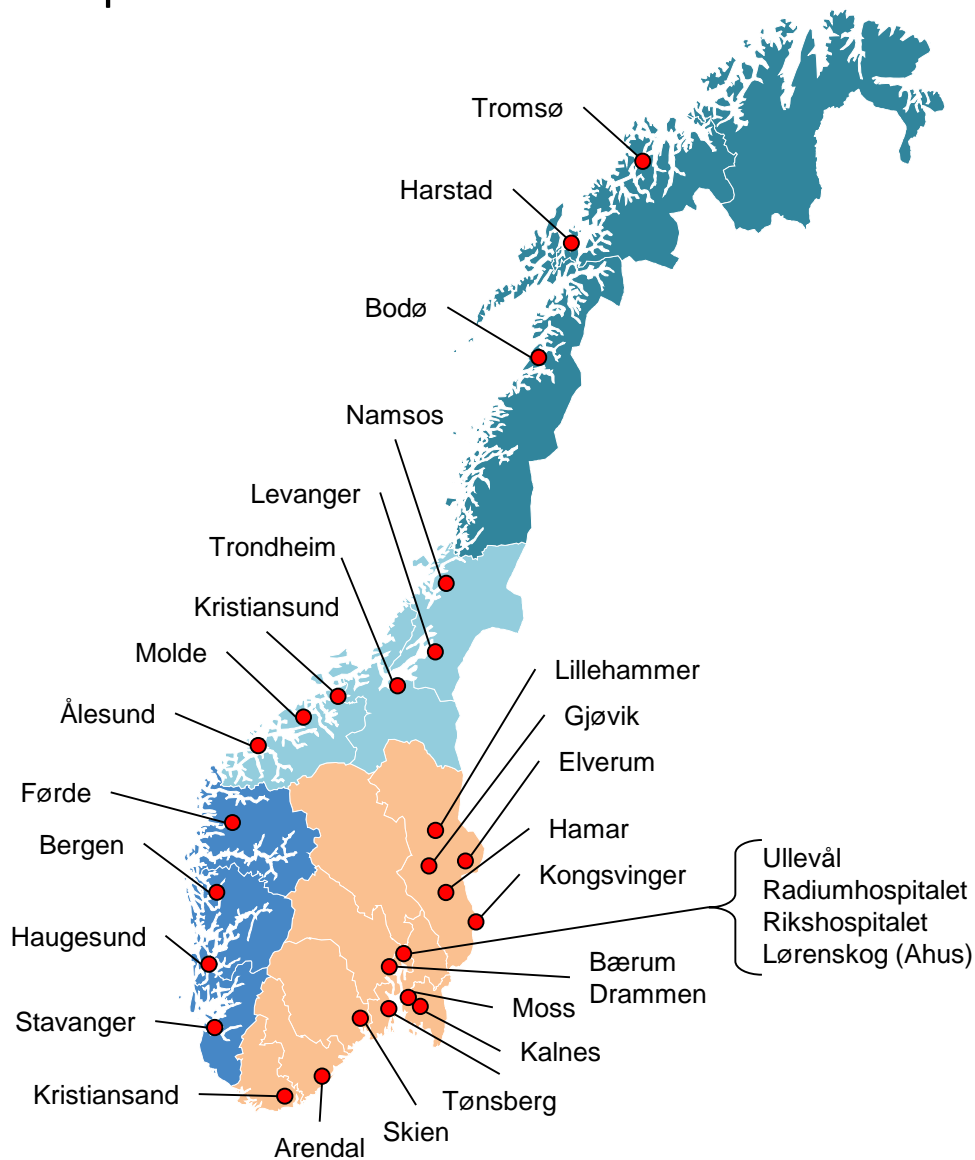 Tromsø
Harstad
Bodø
Namsos
Levanger
Trondheim
Kristiansund
Molde
Ålesund
Førde
Bergen
Haugesund
Stavanger
Kristiansand
Arendal
Skien
Tønsberg
Kalnes
Moss
Bærum
Drammen
Kongsvinger
Hamar
Elverum
Gjøvik
Lillehammer
Ullevål
Radiumhospitalet
Rikshospitalet
Lørenskog (Ahus)